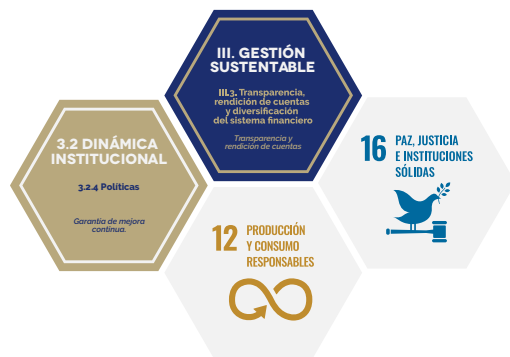 III. GESTIÓN
SUSTENTABLE
III.3. Transparencia,
rendición de cuentas
y diversificación
del sistema financiero
Transparencia y
rendición de cuentas
3.2 DINÁMICA
INSTITUCIONAL
3.2.4 Políticas
Garantía de mejora
continua.
16 PAZ, JUSTICIA
E INSTITUCIONES
SÓLIDAS
12 PRODUCCIÓN
Y CONSUMO
RESPONSABLES